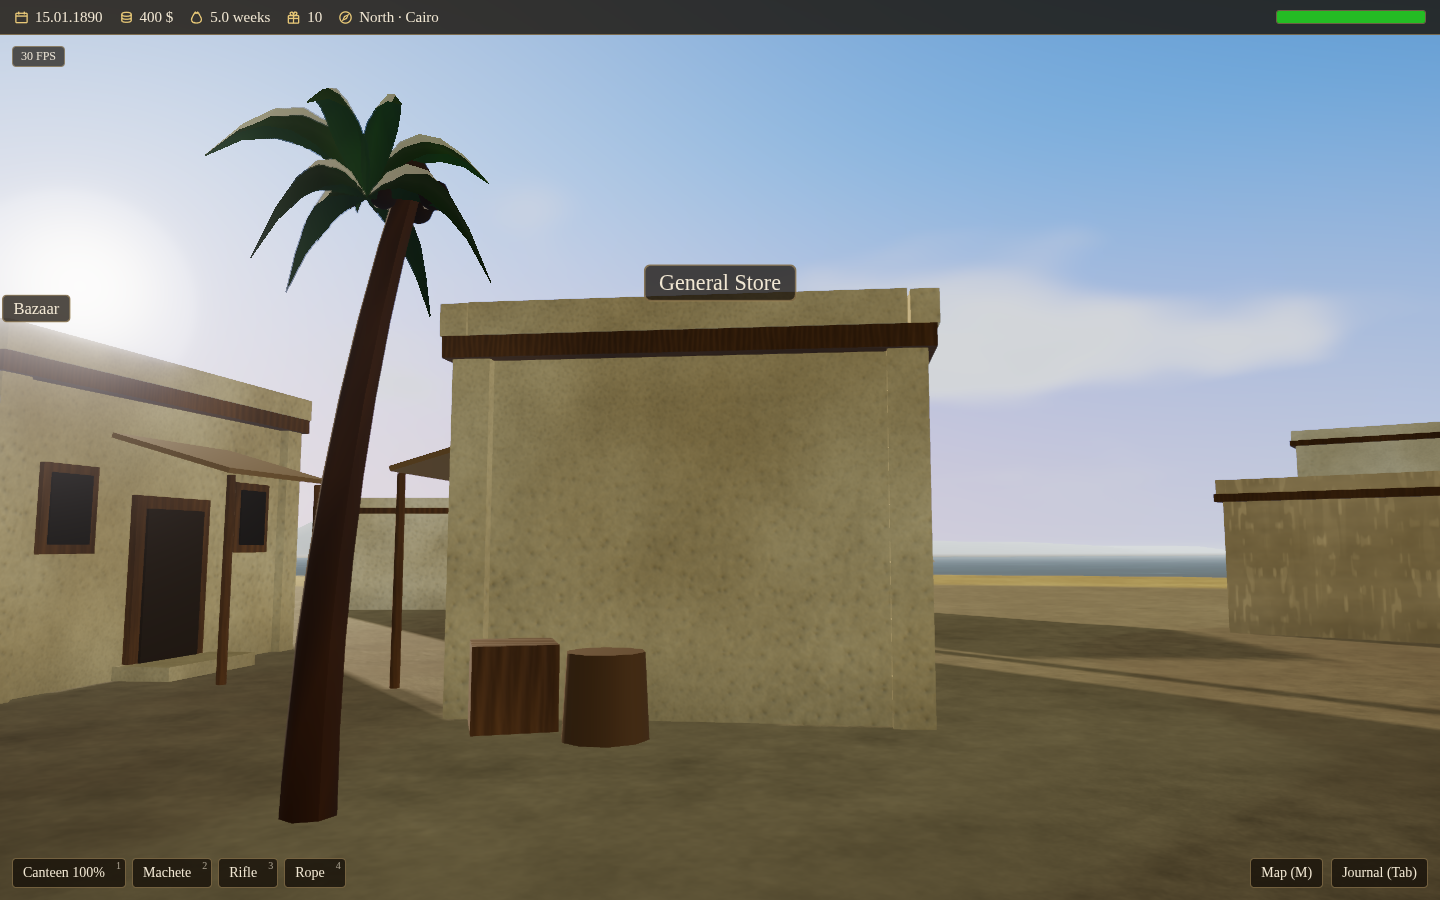 15.01.1890 400 $ 5.0 weeks 10 North · Cairo
30 FPS
General Store
Bazaar
Canteen 100% 1 Machete 2 Rifle 3 Rope 4 Map (M) Journal (Tab)